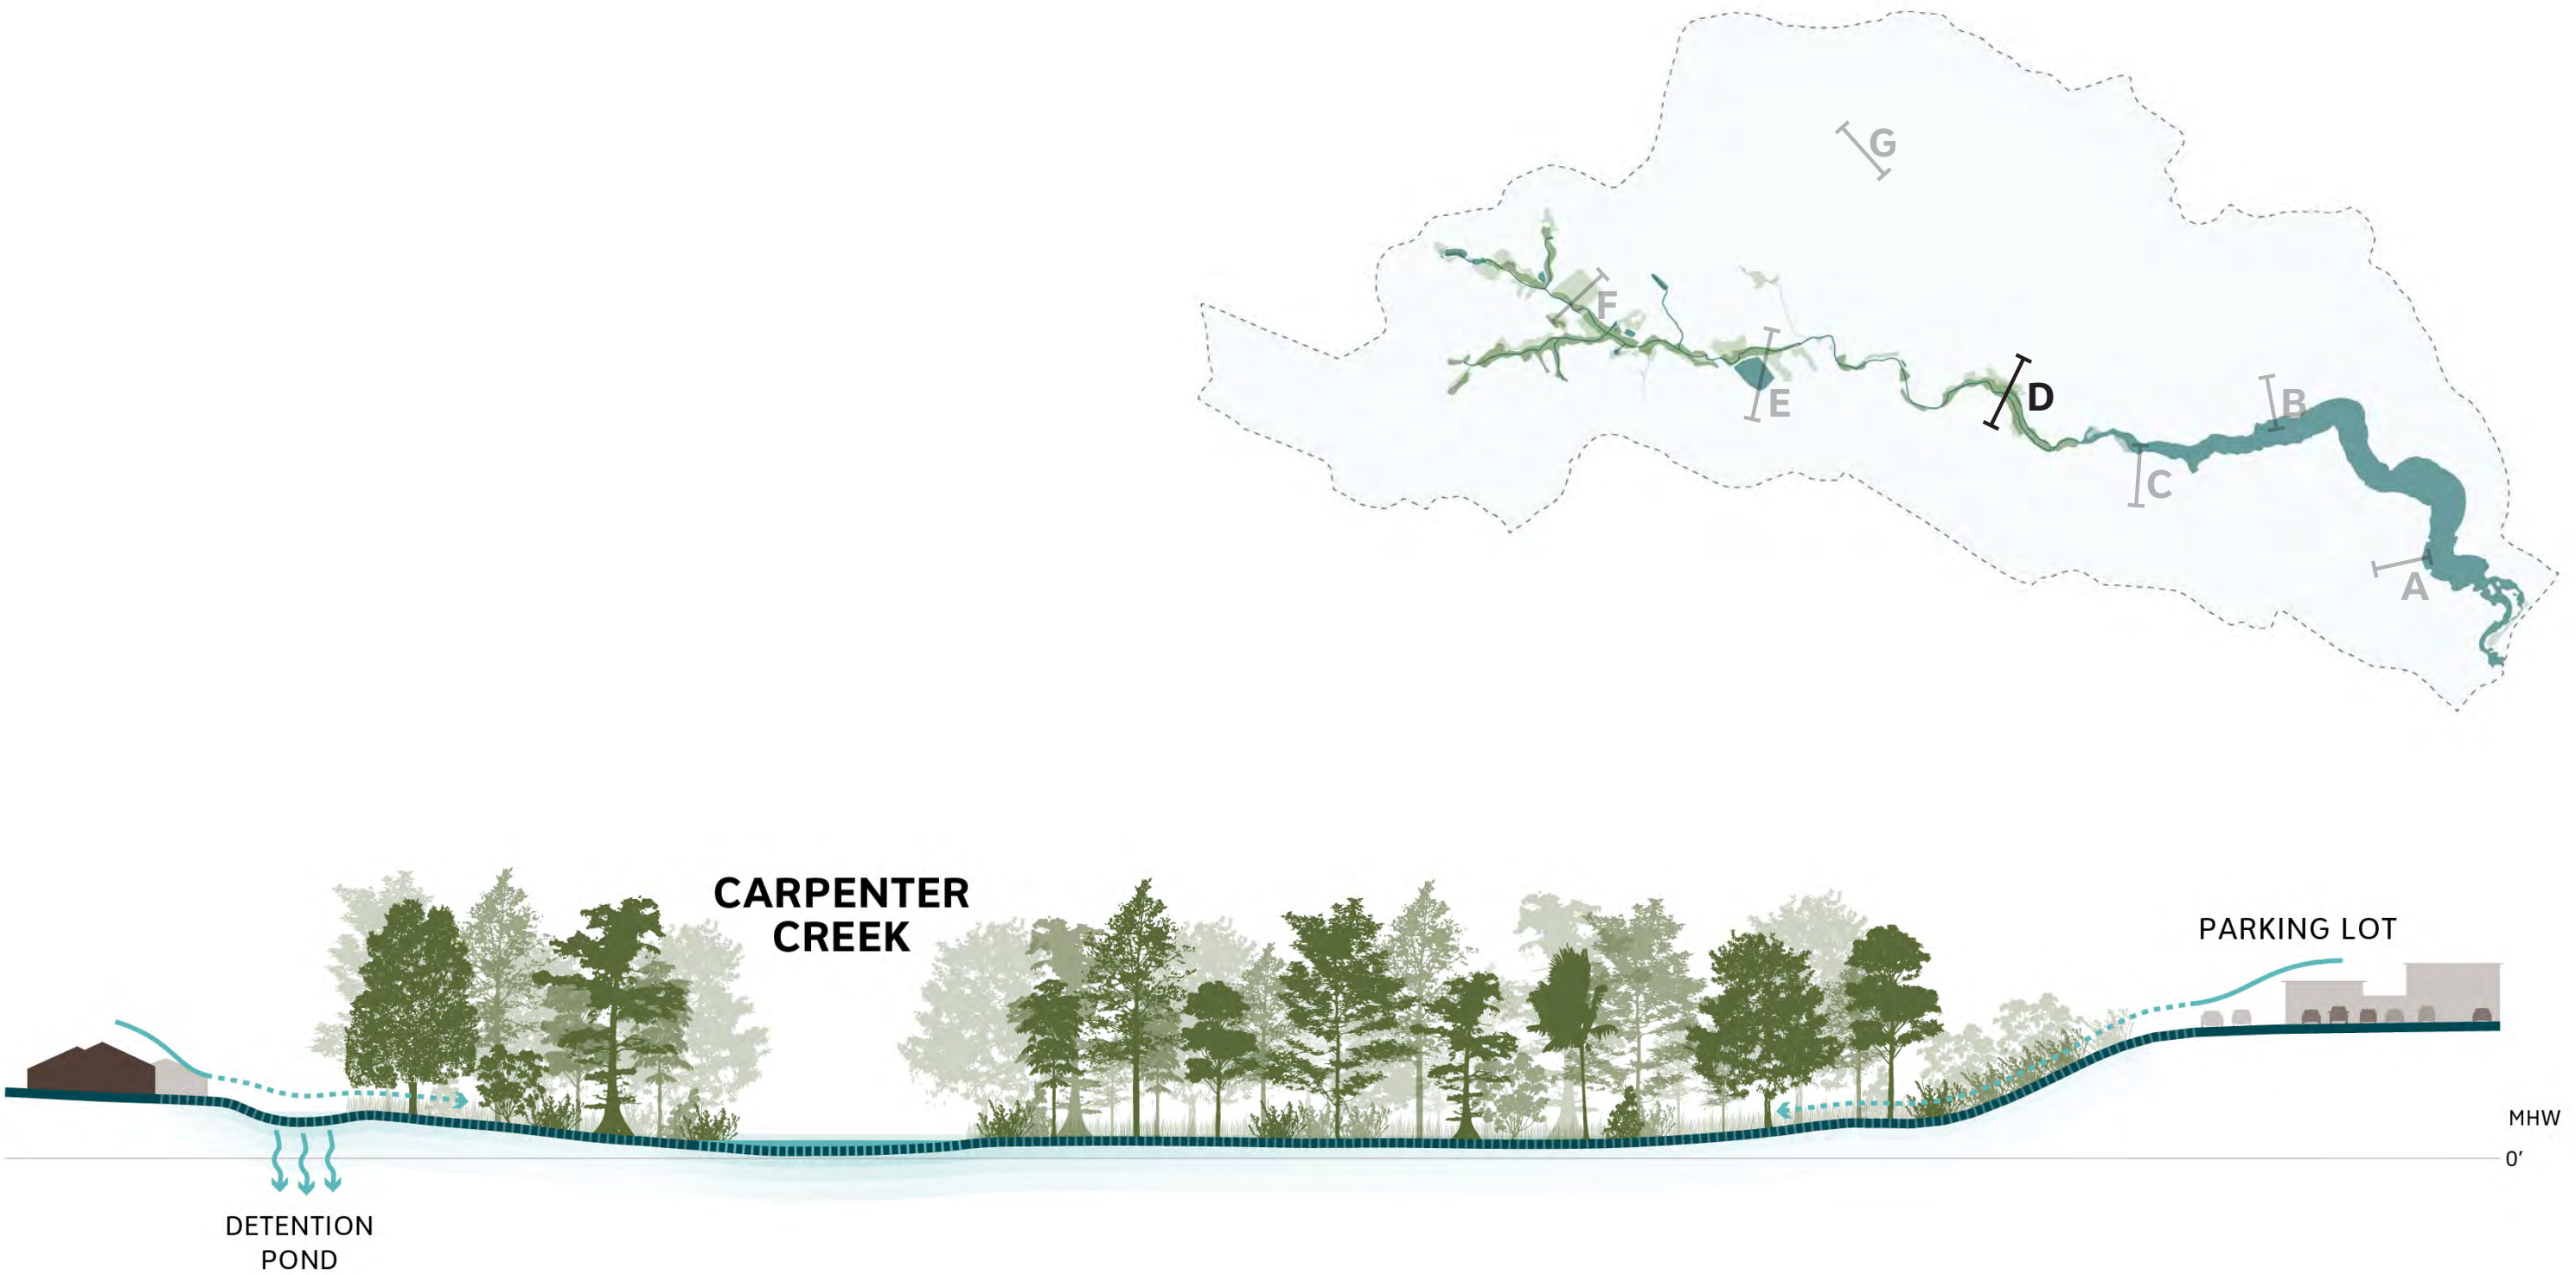 G
F
E
D
B
C
A
CARPENTER
CREEK
PARKING LOT
MHW
0’
DETENTION
POND